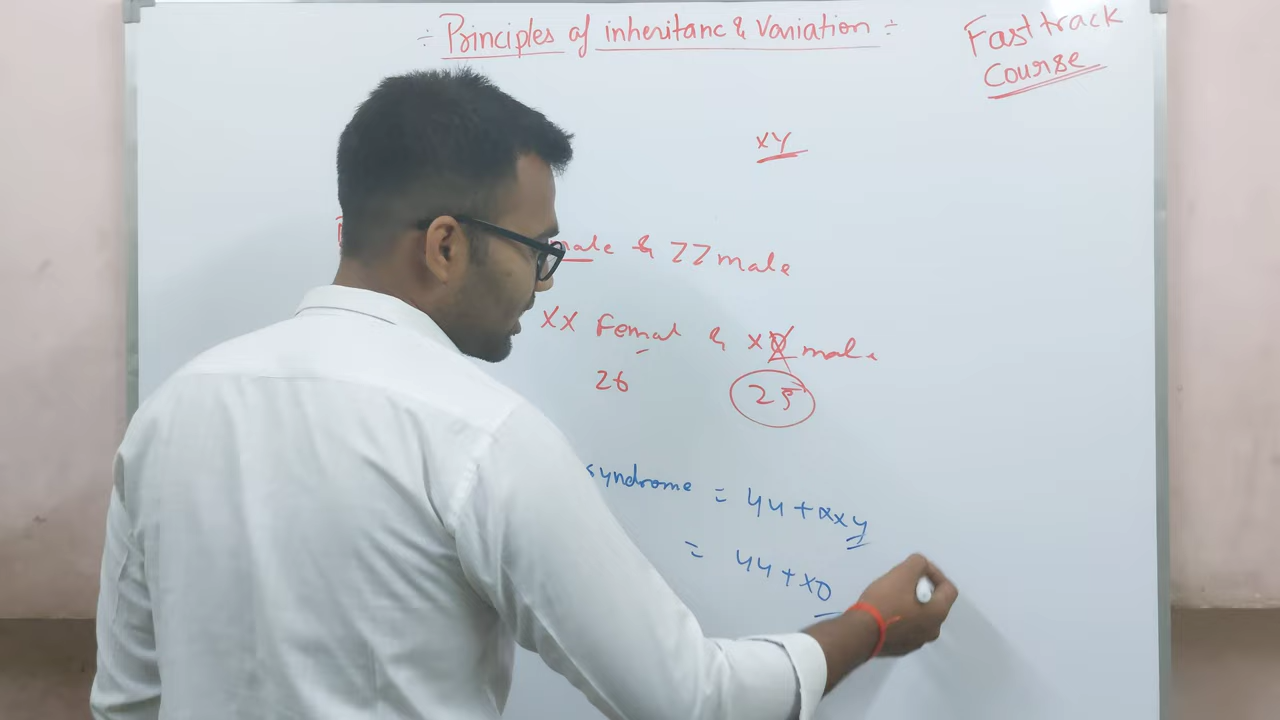 ÷ Principles of inheritanc & Variation ÷
Fast track
Course
XY
male & ZZ male
XX Femal & XO male
26 25
syndrome = 44 + XXY
= 44 + XO